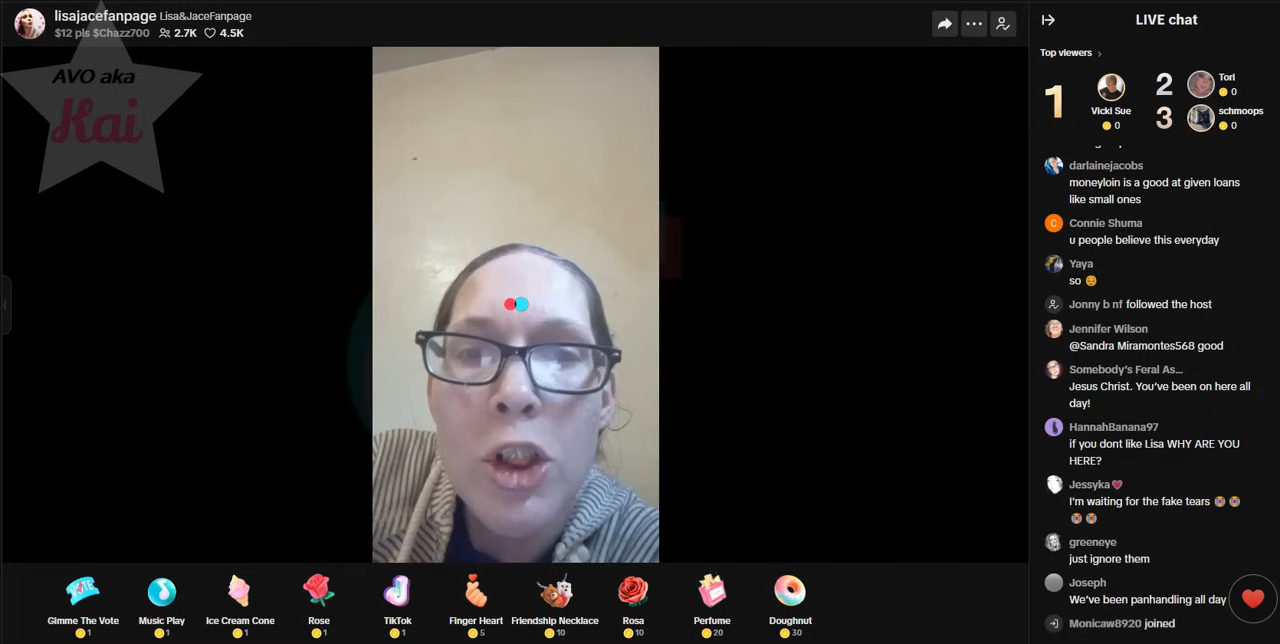 lisajacefanpage Lisa&JaceFanpage
$12 pls $Chazz700 2.7K 4.5K
AVO aka
Kai
LIVE chat
Top viewers
1
Vicki Sue
0
2
Tori
0
3
schmoops
0
darlainejacobs
moneyloin is a good at given loans
like small ones
Connie Shuma
u people believe this everyday
Yaya
so
Jonny b nf followed the host
Jennifer Wilson
@Sandra Miramontes568 good
Somebody's Feral As...
Jesus Christ. You've been on here all
day!
HannahBanana97
if you dont like Lisa WHY ARE YOU
HERE?
Jessyka
I'm waiting for the fake tears
greeneye
just ignore them
Joseph
We've been panhandling all day
Monicaw8920 joined
Gimme The Vote
1
Music Play
1
Ice Cream Cone
1
Rose
1
TikTok
1
Finger Heart
5
Friendship Necklace
10
Rosa
10
Perfume
20
Doughnut
30